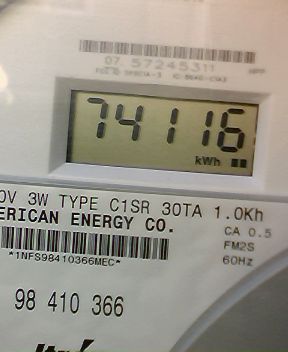 07 57245311
74116
kWh
0V 3W TYPE C1SR 30TA 1.0Kh
ERICAN ENERGY CO.
CA 0.5
FM2S
*1NFS98410366MEC*
60Hz
98 410 366